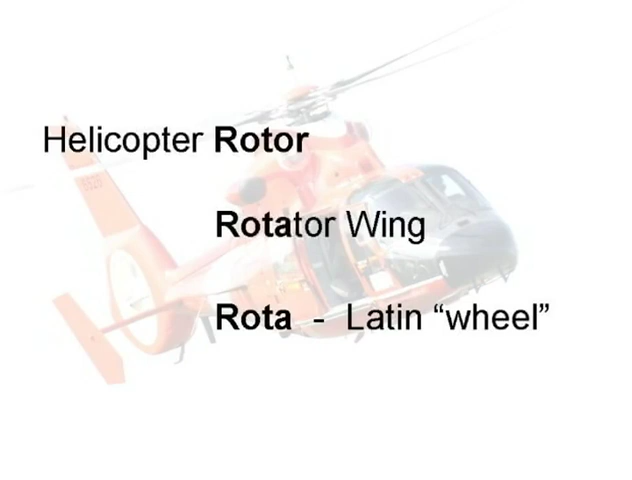 Helicopter Rotor
Rotator Wing
Rota - Latin “wheel”